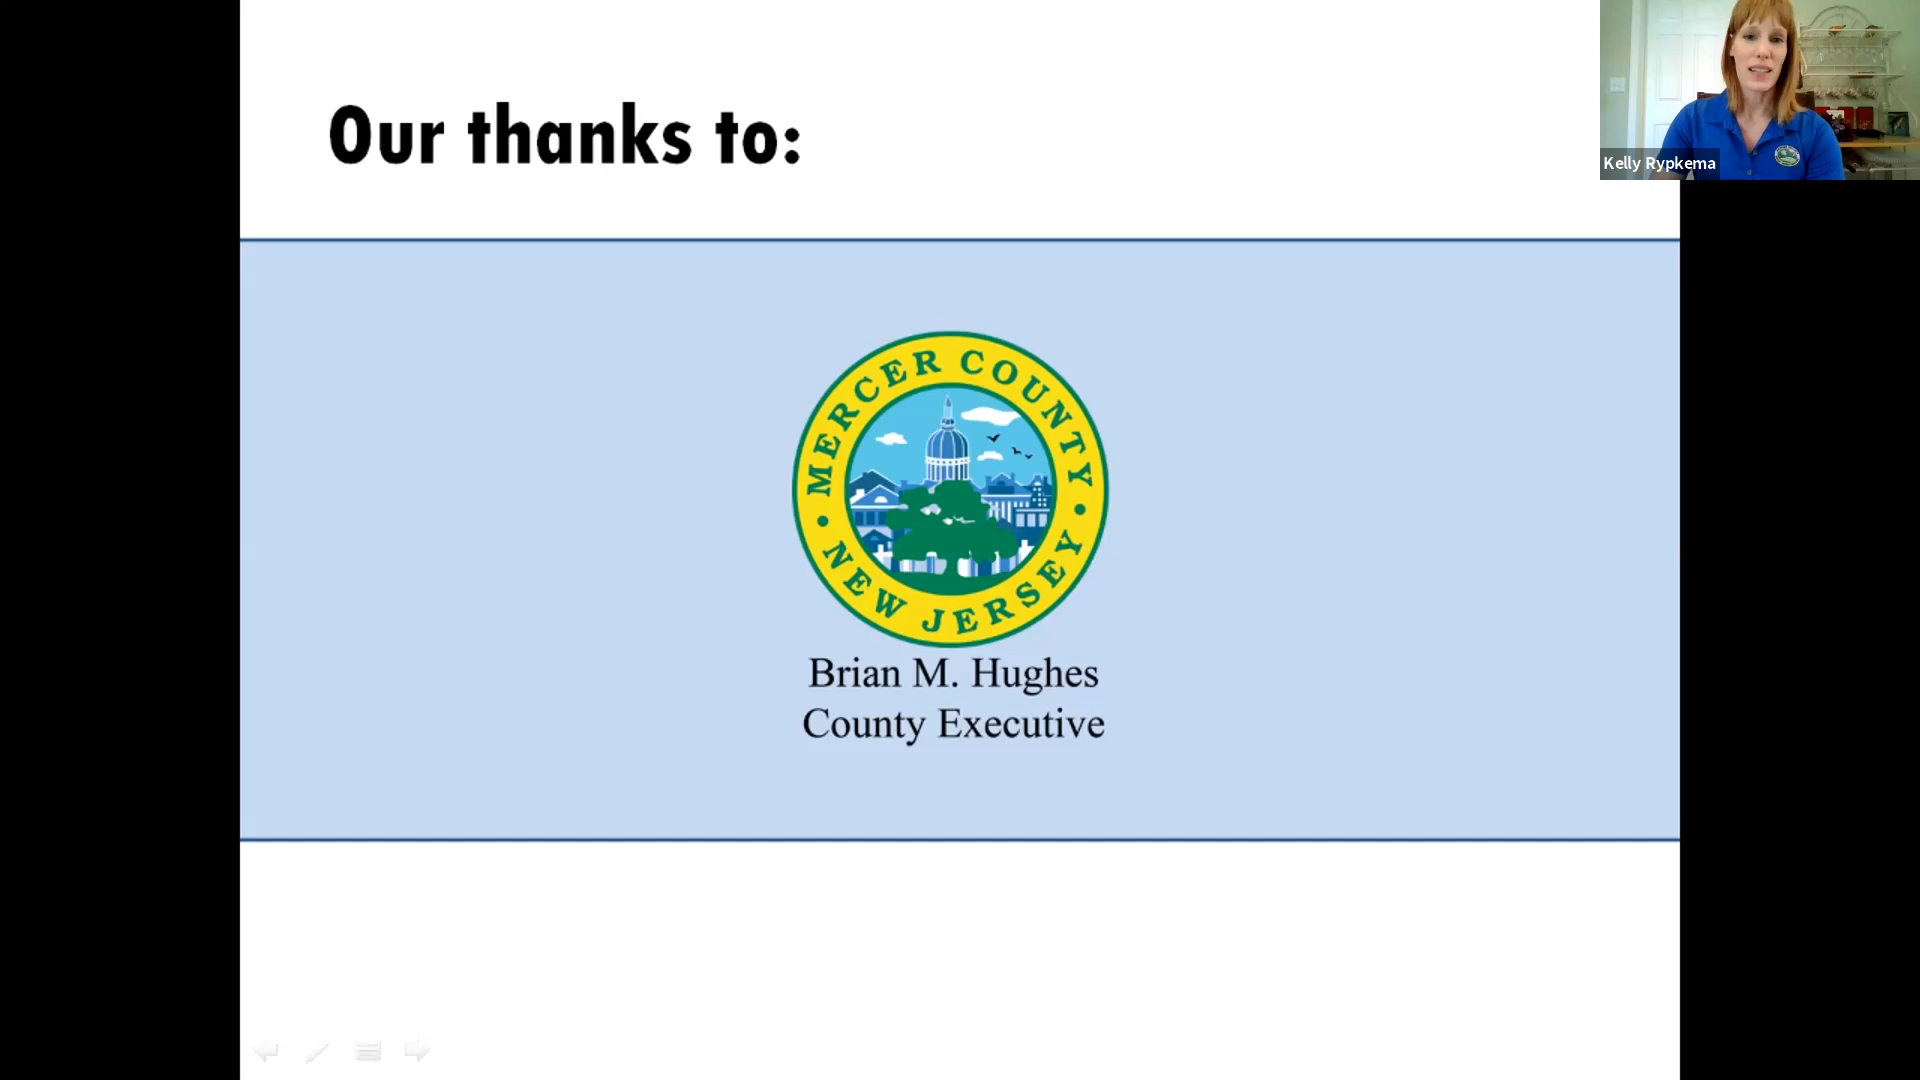 Our thanks to:
Kelly Rypkema
MERCER COUNTY
NEW JERSEY
Brian M. Hughes
County Executive